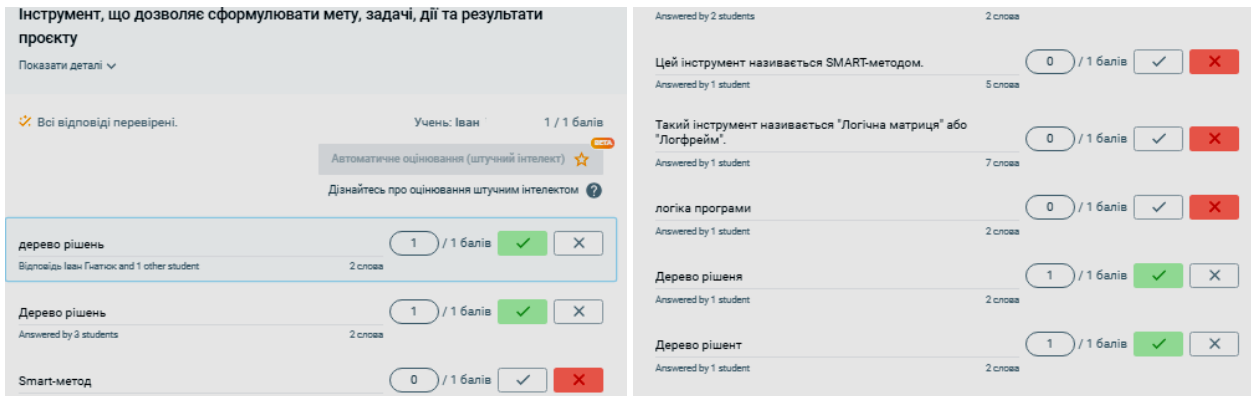 Інструмент, що дозволяє сформулювати мету, задачі, дії та результати
проєкту
Показати деталі
Всі відповіді перевірені.
Учень: Іван
1 / 1 балів
BETA
Автоматичне оцінювання (штучний інтелект)
Дізнайтесь про оцінювання штучним інтелектом ?
дерево рішень
1 / 1 балів
Відповідь Іван Гнатюк and 1 other student
2 слова
Дерево рішень
1 / 1 балів
Answered by 3 students
2 слова
Smart-метод
0 / 1 балів
Answered by 2 students
2 слова
Цей інструмент називається SMART-методом.
0 / 1 балів
Answered by 1 student
5 слова
Такий інструмент називається "Логічна матриця" або
"Логфрейм".
0 / 1 балів
Answered by 1 student
7 слова
логіка програми
0 / 1 балів
Answered by 1 student
2 слова
Дерево рішеня
1 / 1 балів
Answered by 1 student
2 слова
Дерево рішент
1 / 1 балів
Answered by 1 student
2 слова